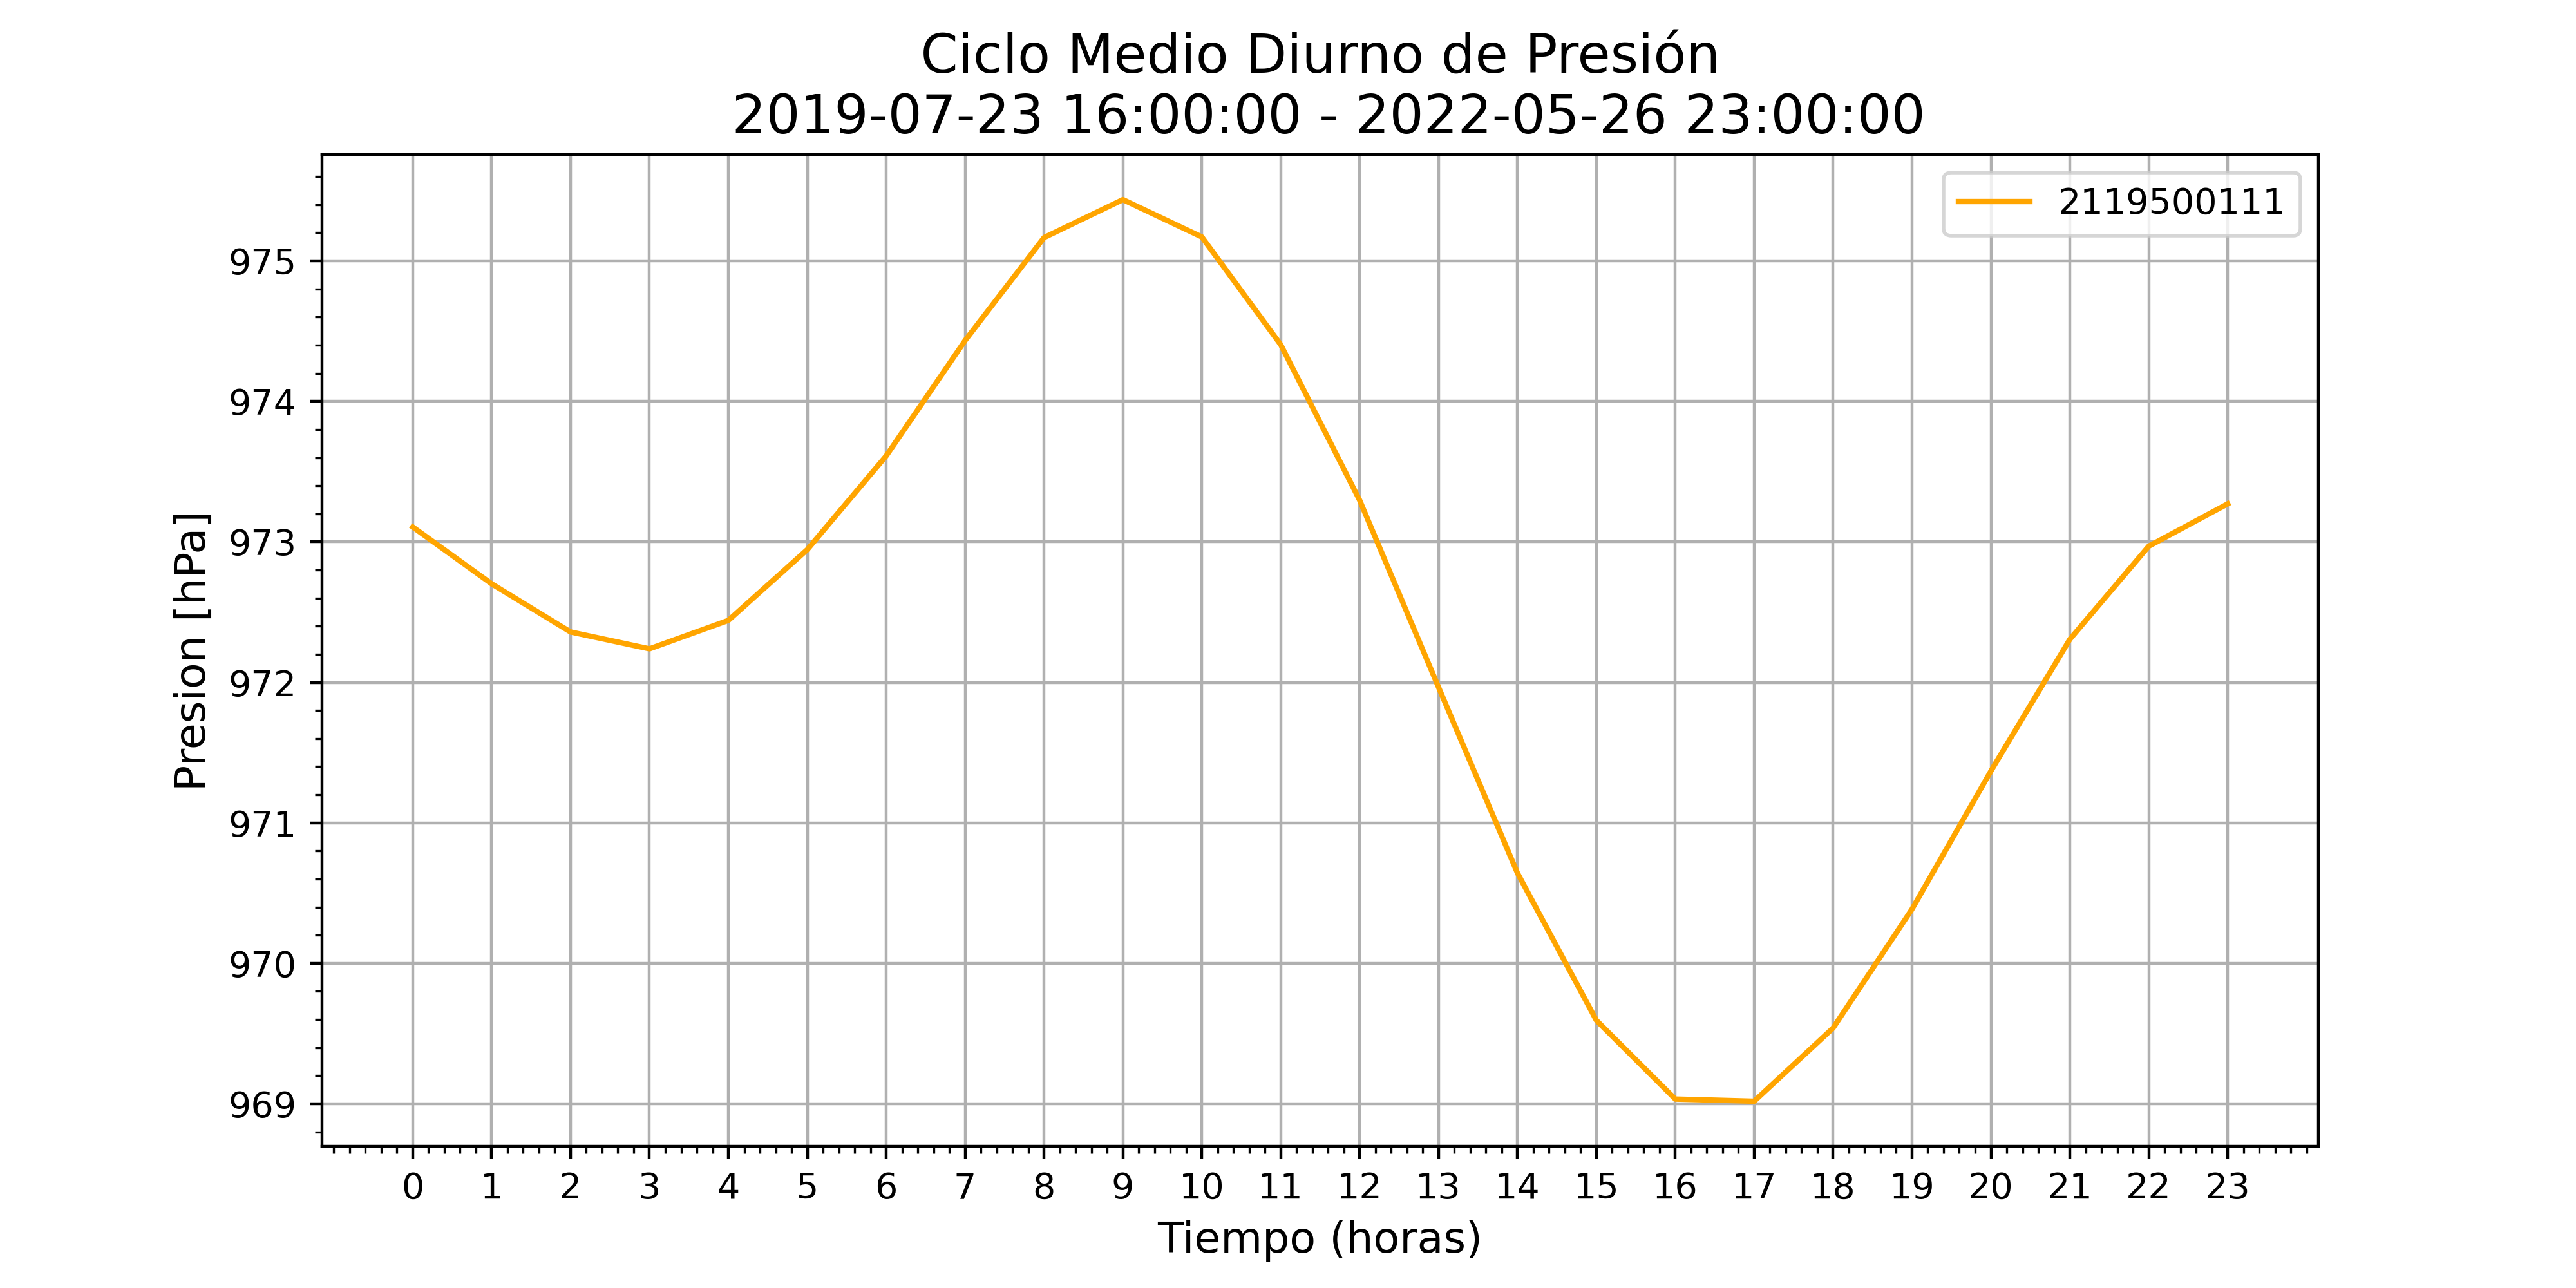 Ciclo Medio Diurno de Presión
2019-07-23 16:00:00 - 2022-05-26 23:00:00
2119500111
975
974
973
972
971
970
969
Presion [hPa]
0 1 2 3 4 5 6 7 8 9 10 11 12 13 14 15 16 17 18 19 20 21 22 23
Tiempo (horas)